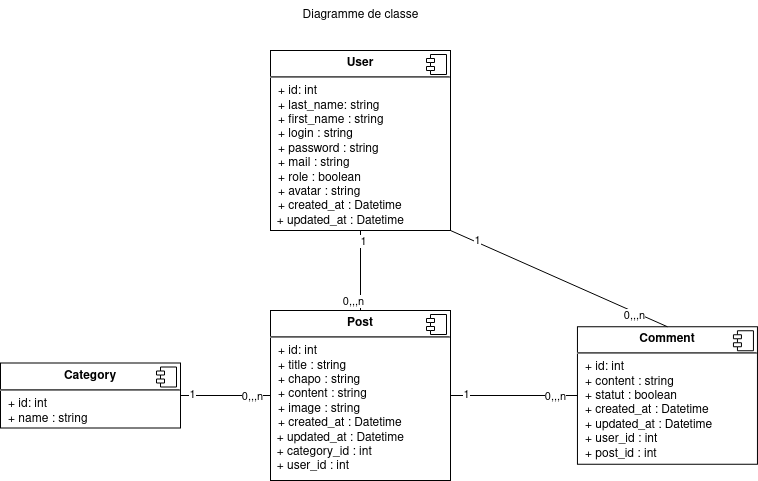 Diagramme de classe
User
+ id: int
+ last_name: string
+ first_name : string
+ login : string
+ password : string
+ mail : string
+ role : boolean
+ avatar : string
+ created_at : Datetime
+ updated_at : Datetime
1
1
0,,,n
0,,,n
Post
+ id: int
+ title : string
+ chapo : string
+ content : string
+ image : string
+ created_at : Datetime
+ updated_at : Datetime
+ category_id : int
+ user_id : int
Comment
+ id: int
+ content : string
+ statut : boolean
+ created_at : Datetime
+ updated_at : Datetime
+ user_id : int
+ post_id : int
Category
+ id: int
+ name : string
1
0,,,n
1
0,,,n